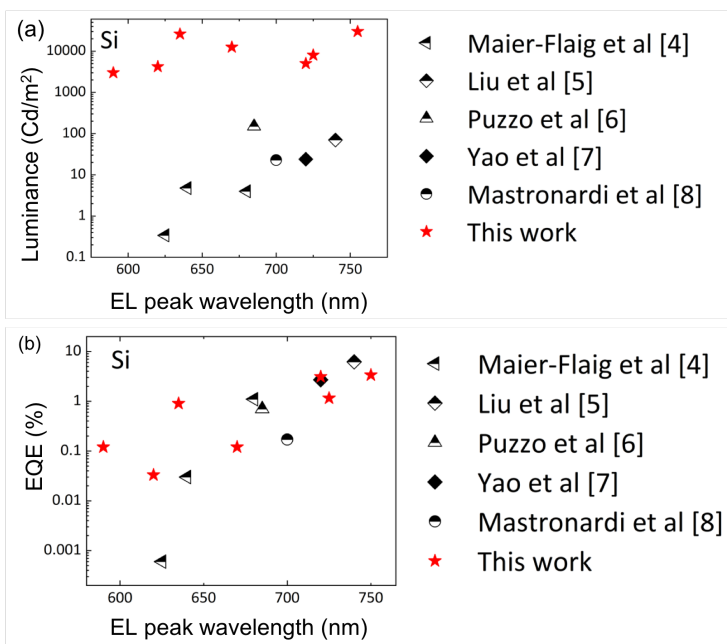 (a)
Si
10000
1000
100
10
1
0.1
Luminance (Cd/m²)
600 650 700 750
EL peak wavelength (nm)
Maier-Flaig et al [4]
Liu et al [5]
Puzzo et al [6]
Yao et al [7]
Mastronardi et al [8]
This work
(b)
Si
10
1
0.1
0.01
0.001
EQE (%)
600 650 700 750
EL peak wavelength (nm)
Maier-Flaig et al [4]
Liu et al [5]
Puzzo et al [6]
Yao et al [7]
Mastronardi et al [8]
This work